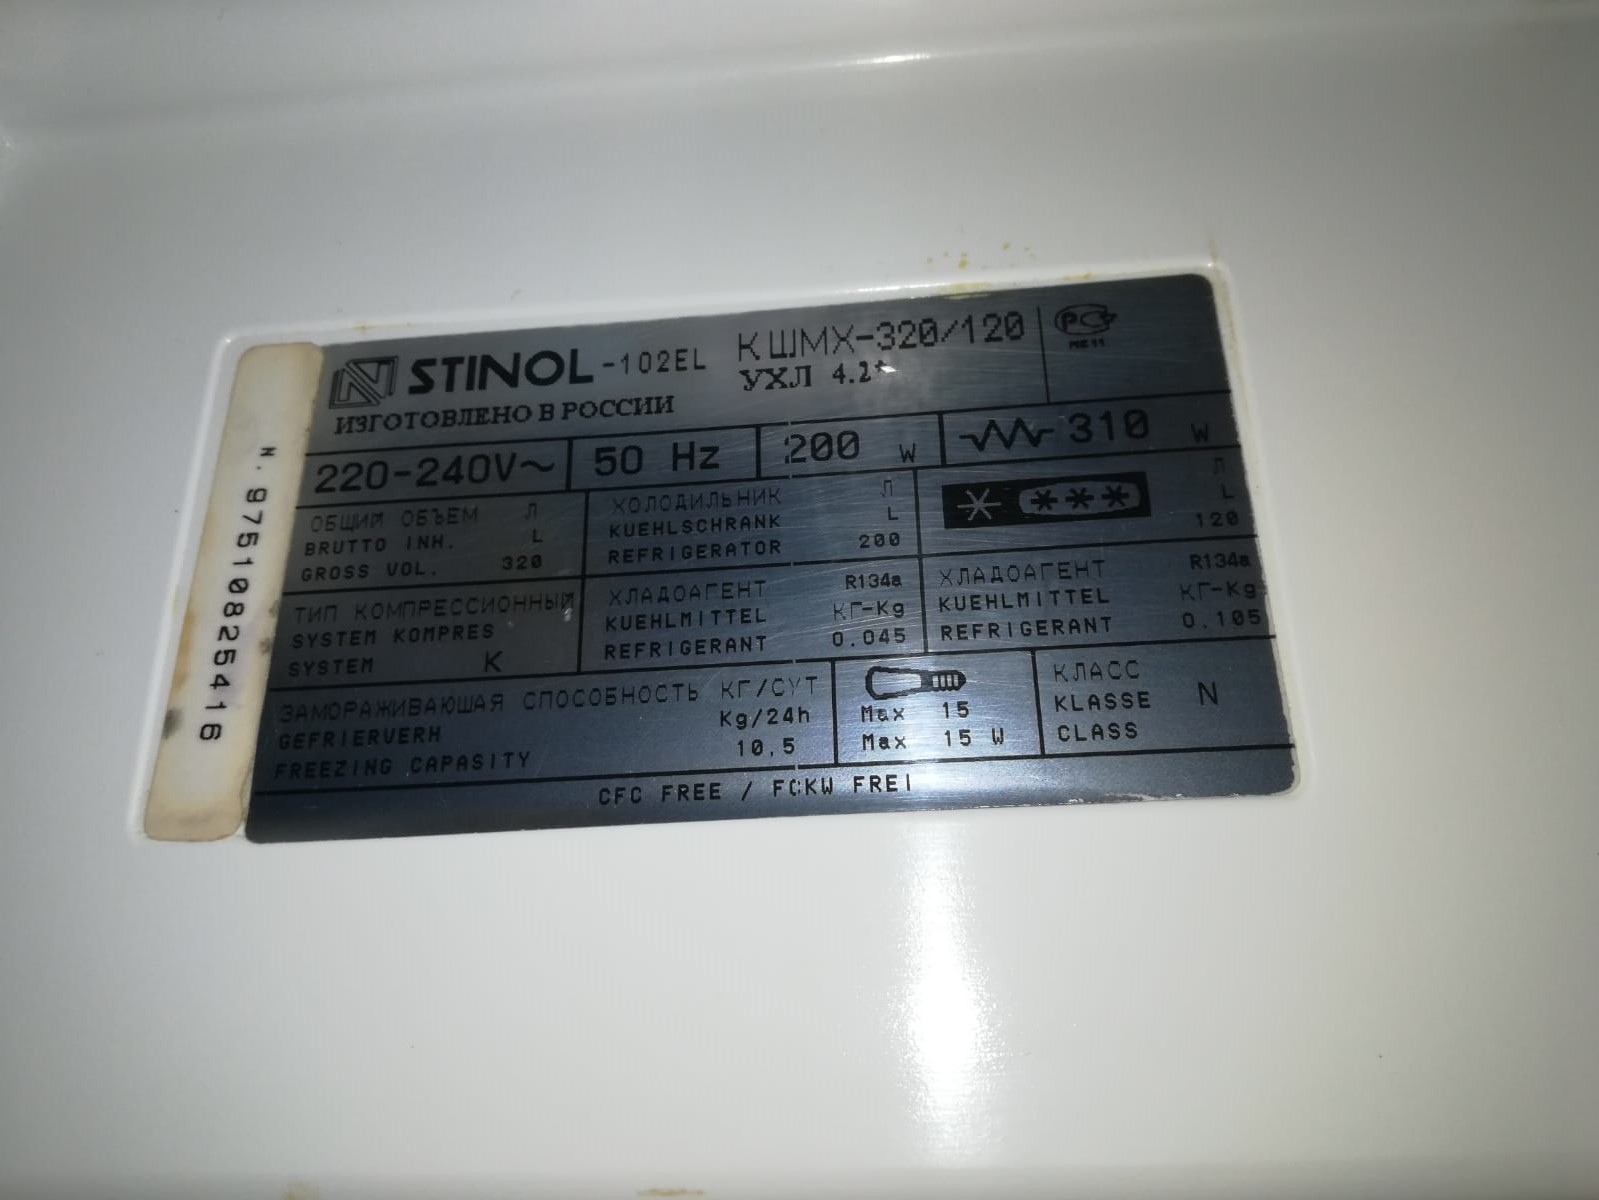 STINOL-102EL КШМХ-320/120
УХЛ 4.2*
ИЗГОТОВЛЕНО В РОССИИ
РС
МЕ11
220-240V~ 50 Hz 200 W 310 W
ОБЩИЙ ОБЪЕМ Л
BRUTTO INH. L
GROSS VOL. 320
ХОЛОДИЛЬНИК Л
KUEHLSCHRANK L
REFRIGERATOR 200
Л
L
120
ТИП КОМПРЕССИОННЫЙ
SYSTEM KOMPRES
SYSTEM K
ХЛАДОАГЕНТ R134a
KUEHLMITTEL КГ-Kg
REFRIGERANT 0.045
ХЛАДОАГЕНТ R134a
KUEHLMITTEL КГ-Kg
REFRIGERANT 0.105
ЗАМОРАЖИВАЮЩАЯ СПОСОБНОСТЬ КГ/СУТ
GEFRIERVERH Kg/24h
FREEZING CAPASITY 10,5
Max 15
Max 15 W
КЛАСС
KLASSE N
CLASS
CFC FREE / FCKW FREI
N. 97510825416